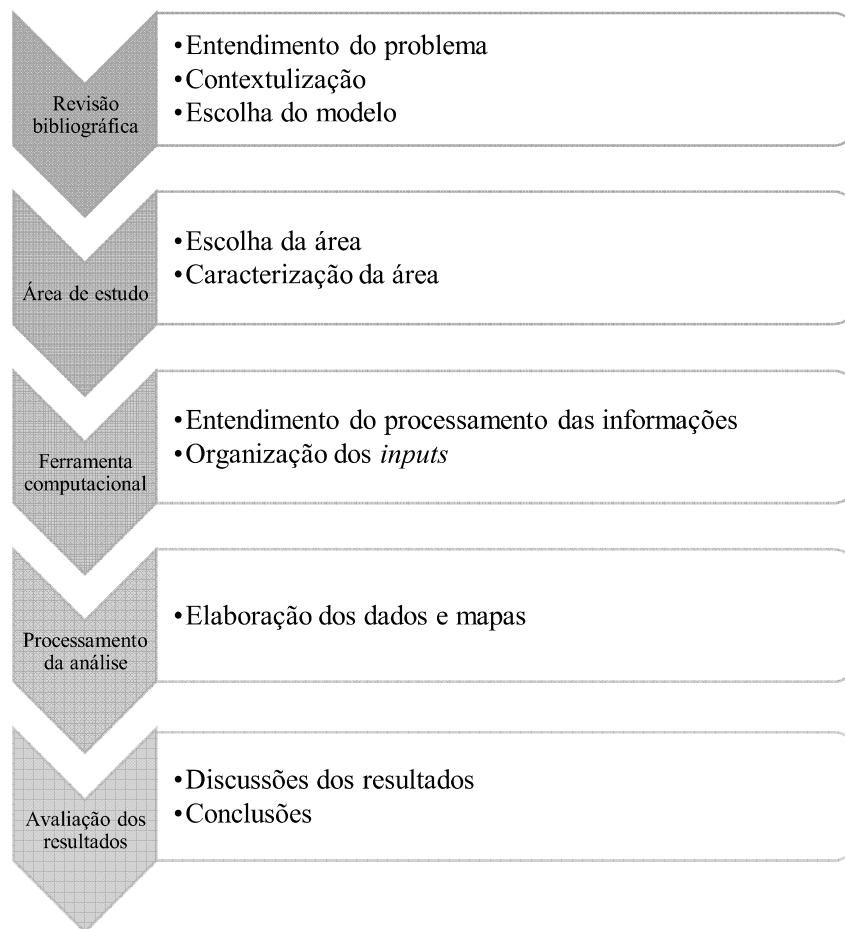 Revisão
bibliográfica
•Entendimento do problema
•Contextulização
•Escolha do modelo
Área de estudo
•Escolha da área
•Caracterização da área
Ferramenta
computacional
•Entendimento do processamento das informações
•Organização dos inputs
Processamento
da análise
•Elaboração dos dados e mapas
Avaliação dos
resultados
•Discussões dos resultados
•Conclusões